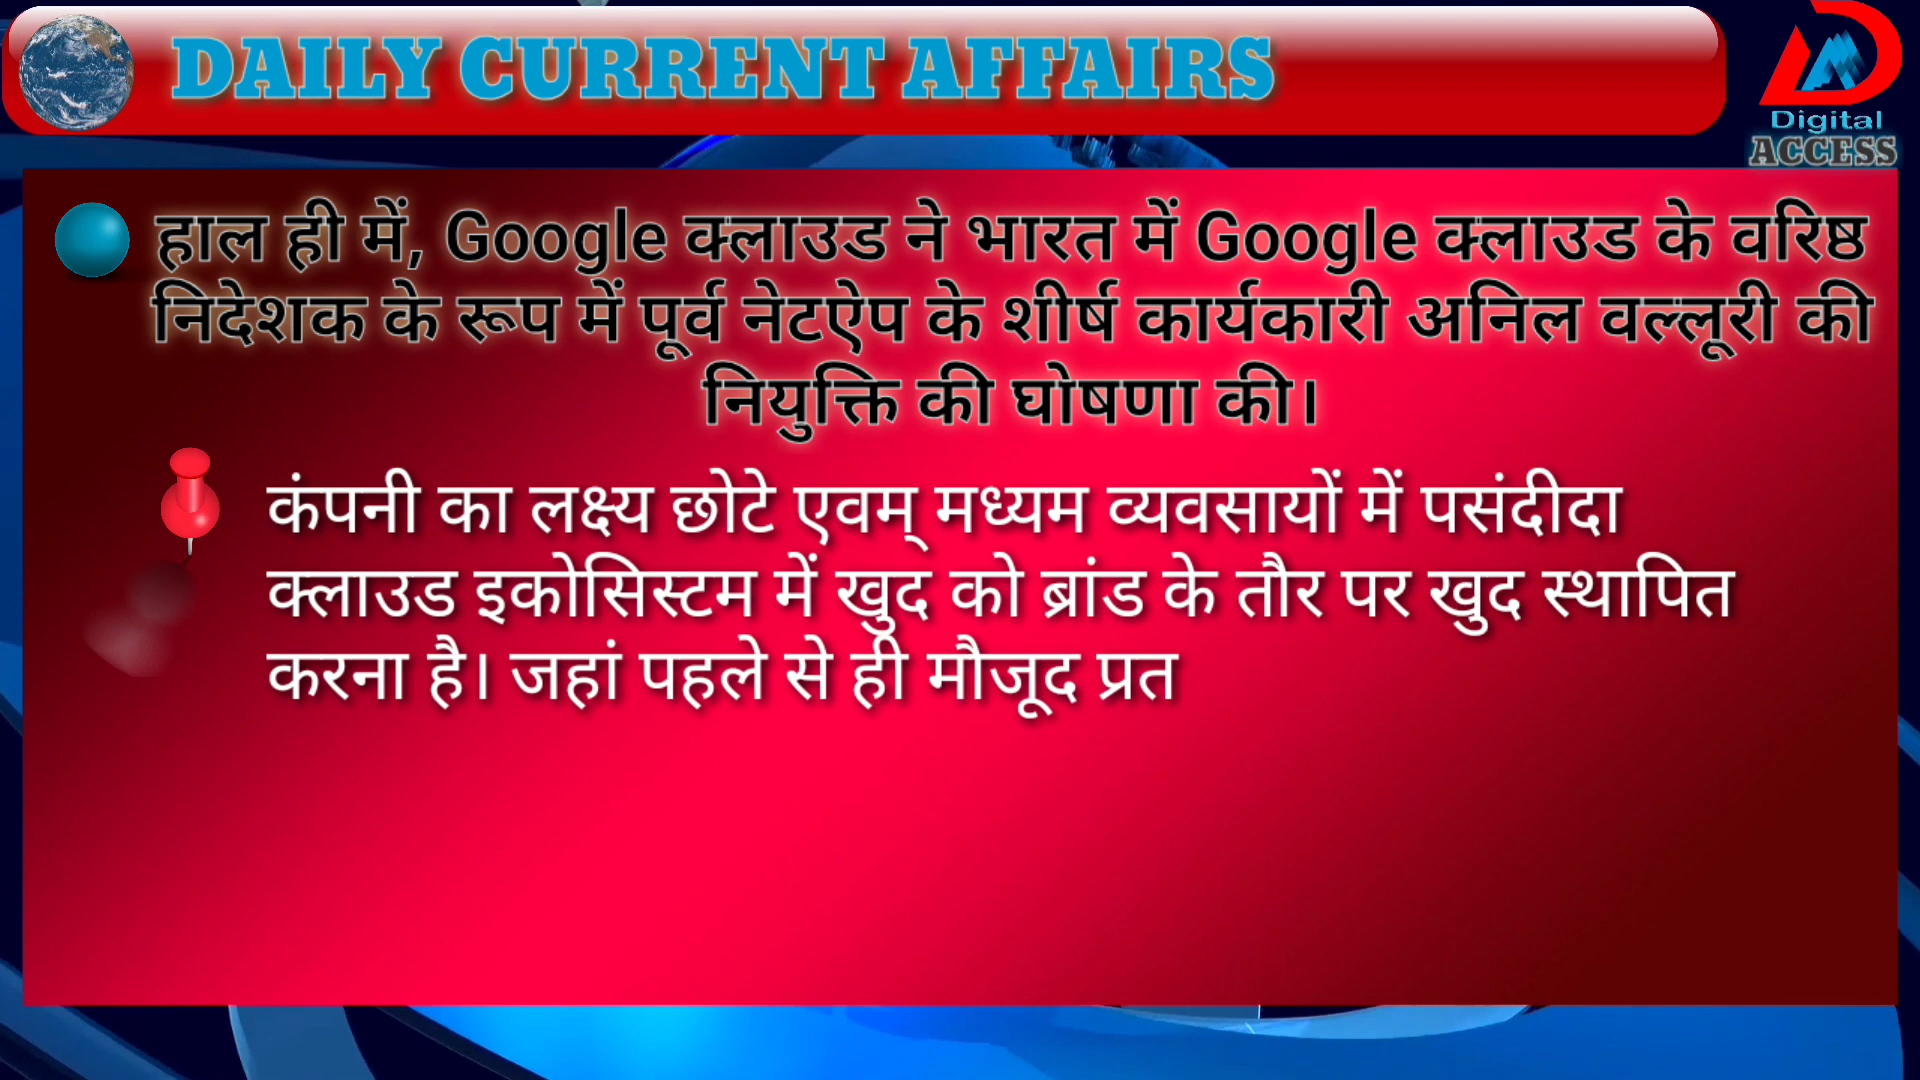 DAILY CURRENT AFFAIRS
Digital
ACCESS
हाल ही में, Google क्लाउड ने भारत में Google क्लाउड के वरिष्ठ
निदेशक के रूप में पूर्व नेटऐप के शीर्ष कार्यकारी अनिल वल्लूरी की
नियुक्ति की घोषणा की।
कंपनी का लक्ष्य छोटे एवम् मध्यम व्यवसायों में पसंदीदा
क्लाउड इकोसिस्टम में खुद को ब्रांड के तौर पर खुद स्थापित
करना है। जहां पहले से ही मौजूद प्रत